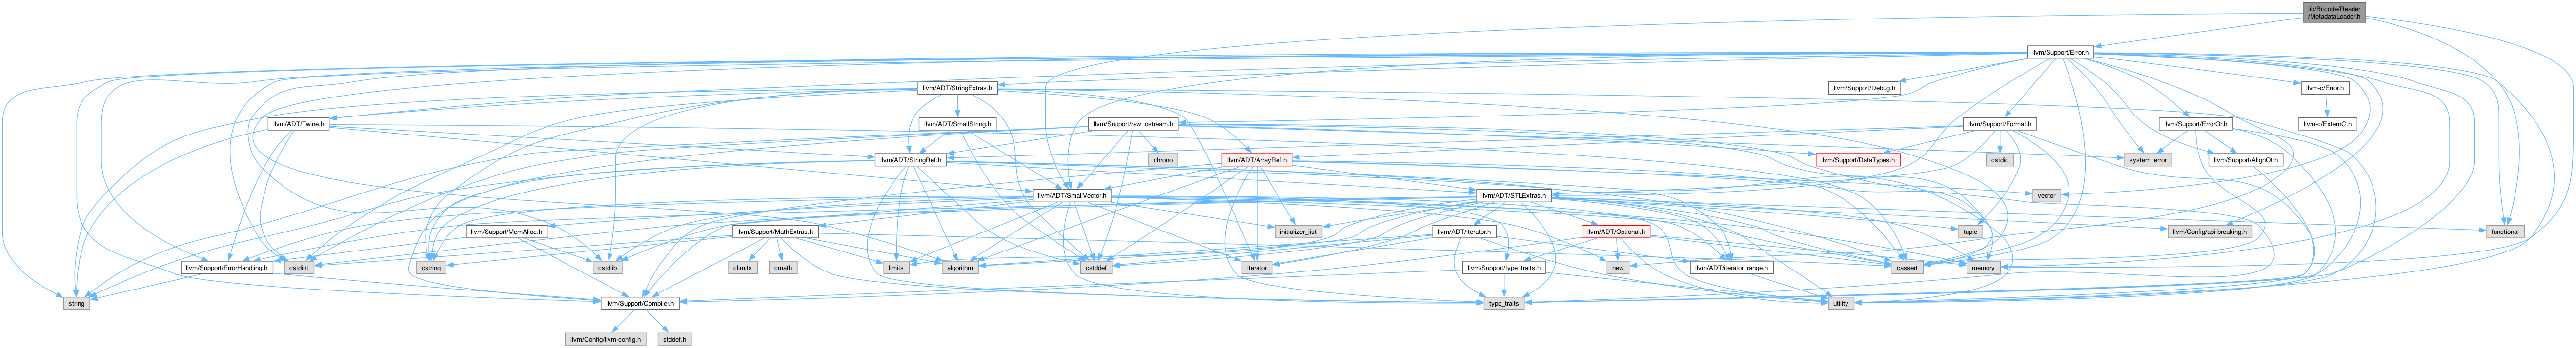 lib/Bitcode/Reader
/MetadataLoader.h
llvm/Support/Error.h
llvm/ADT/StringExtras.h
llvm/Support/Debug.h
llvm-c/Error.h
llvm/ADT/Twine.h
llvm/ADT/SmallString.h
llvm/Support/raw_ostream.h
llvm/Support/Format.h
llvm/Support/ErrorOr.h
llvm-c/ExternC.h
llvm/ADT/StringRef.h
chrono
llvm/ADT/ArrayRef.h
llvm/Support/DataTypes.h
cstdio
system_error
llvm/Support/AlignOf.h
llvm/ADT/SmallVector.h
llvm/ADT/STLExtras.h
vector
llvm/Support/MemAlloc.h
llvm/Support/MathExtras.h
initializer_list
llvm/ADT/iterator.h
llvm/ADT/Optional.h
tuple
llvm/Config/abi-breaking.h
functional
llvm/Support/ErrorHandling.h
cstdint
cstring
cstdlib
climits
cmath
limits
algorithm
cstddef
iterator
llvm/Support/type_traits.h
new
llvm/ADT/iterator_range.h
cassert
memory
string
llvm/Support/Compiler.h
type_traits
utility
llvm/Config/llvm-config.h
stddef.h